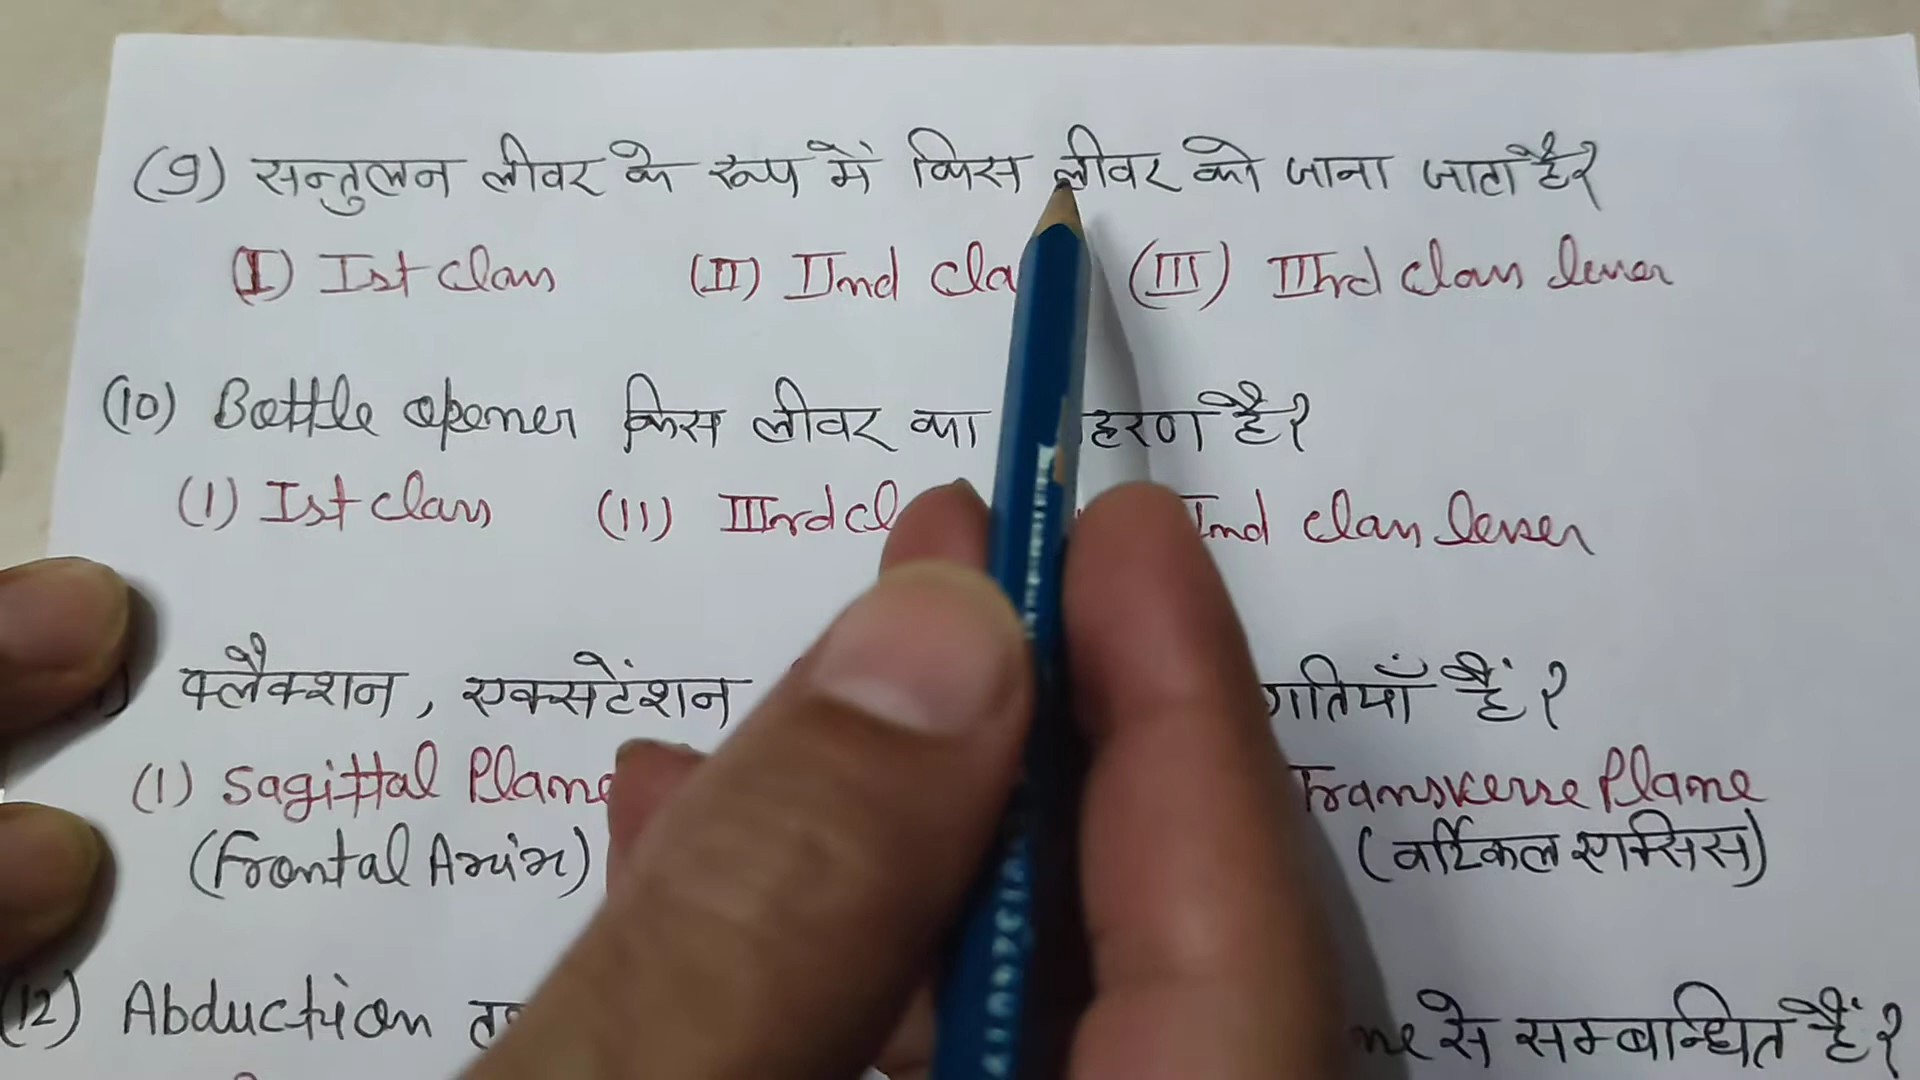 (9) सन्तुलन लीवर के रूप में किस लीवर को जाना जाता है?
(I) Ist class (II) IInd cla (III) IIIrd class lever
(10) Bottle opener किस लीवर का हरण है?
(1) Ist class (11) IIIrd cl Ind class lever
फ्लैक्शन, एक्सटेंशन गतियाँ हैं?
(1) Sagittal Plane Transverse Plane
(Frontal Axis) (वर्टिकल एक्सिस)
(12) Abduction ne से सम्बन्धित हैं?